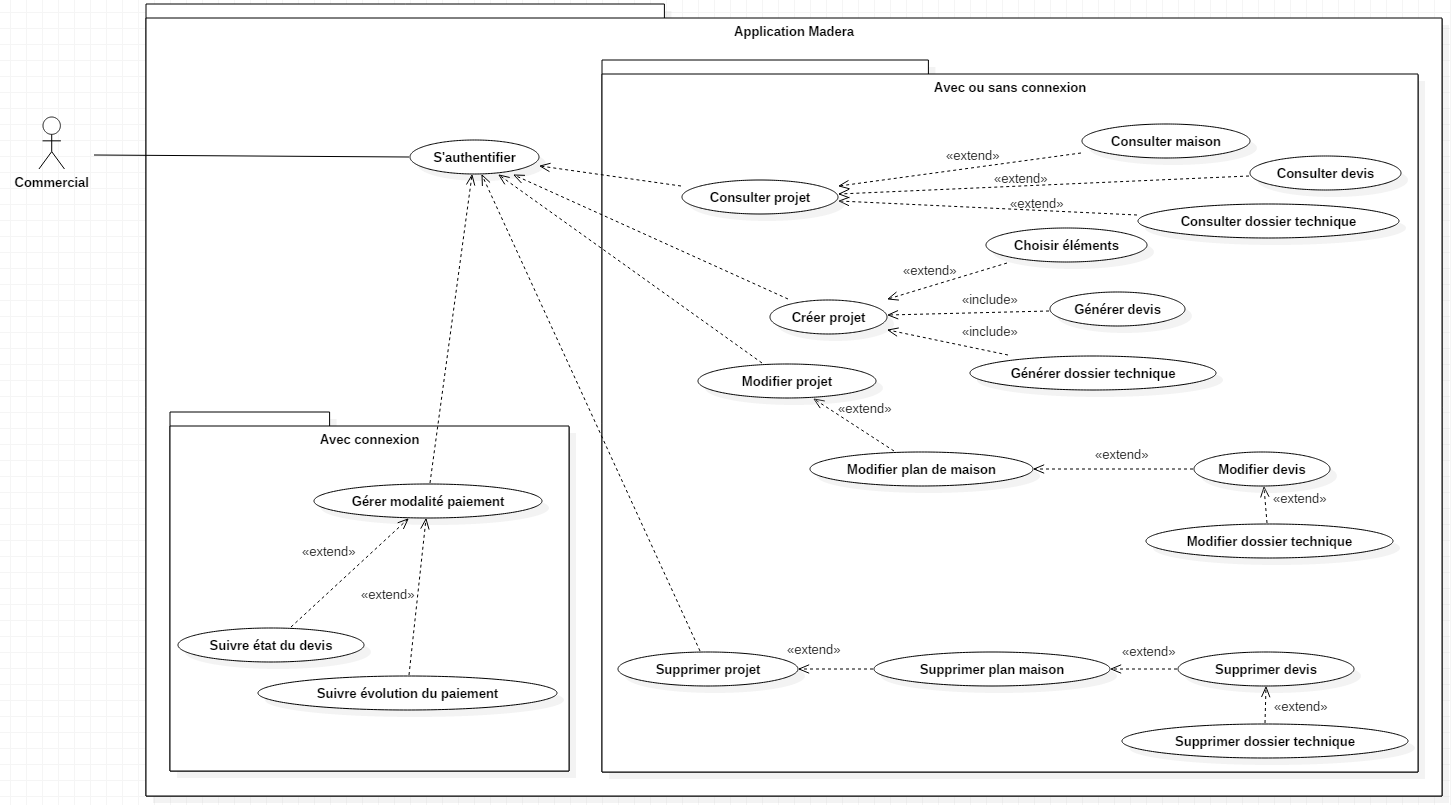 Application Madera
Avec ou sans connexion
Commercial
S'authentifier
Consulter projet
«extend»
Consulter maison
«extend»
Consulter devis
«extend»
Consulter dossier technique
Choisir éléments
«extend»
Créer projet
«include»
Générer devis
«include»
Générer dossier technique
Modifier projet
«extend»
Modifier plan de maison
«extend»
Modifier devis
«extend»
Modifier dossier technique
Avec connexion
Gérer modalité paiement
«extend»
«extend»
Suivre état du devis
Suivre évolution du paiement
Supprimer projet
«extend»
Supprimer plan maison
«extend»
Supprimer devis
«extend»
Supprimer dossier technique